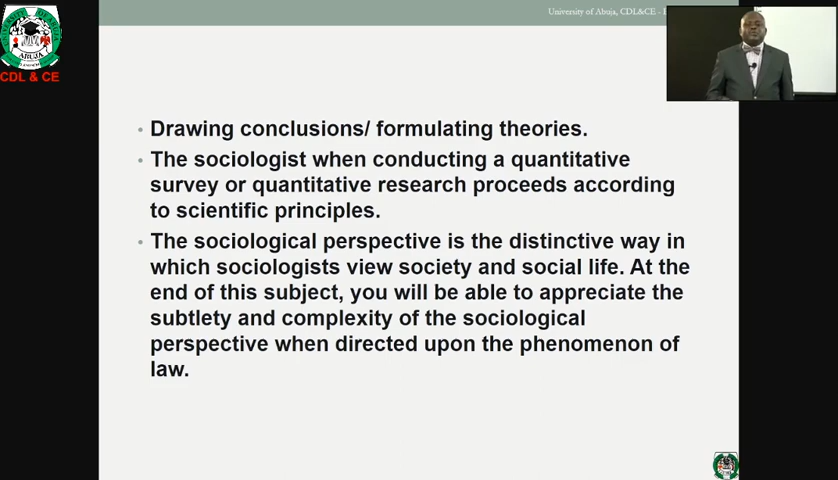 University of Abuja, CDL&CE -
ABUJA
CDL & CE
• Drawing conclusions/ formulating theories.
• The sociologist when conducting a quantitative
survey or quantitative research proceeds according
to scientific principles.
• The sociological perspective is the distinctive way in
which sociologists view society and social life. At the
end of this subject, you will be able to appreciate the
subtlety and complexity of the sociological
perspective when directed upon the phenomenon of
law.